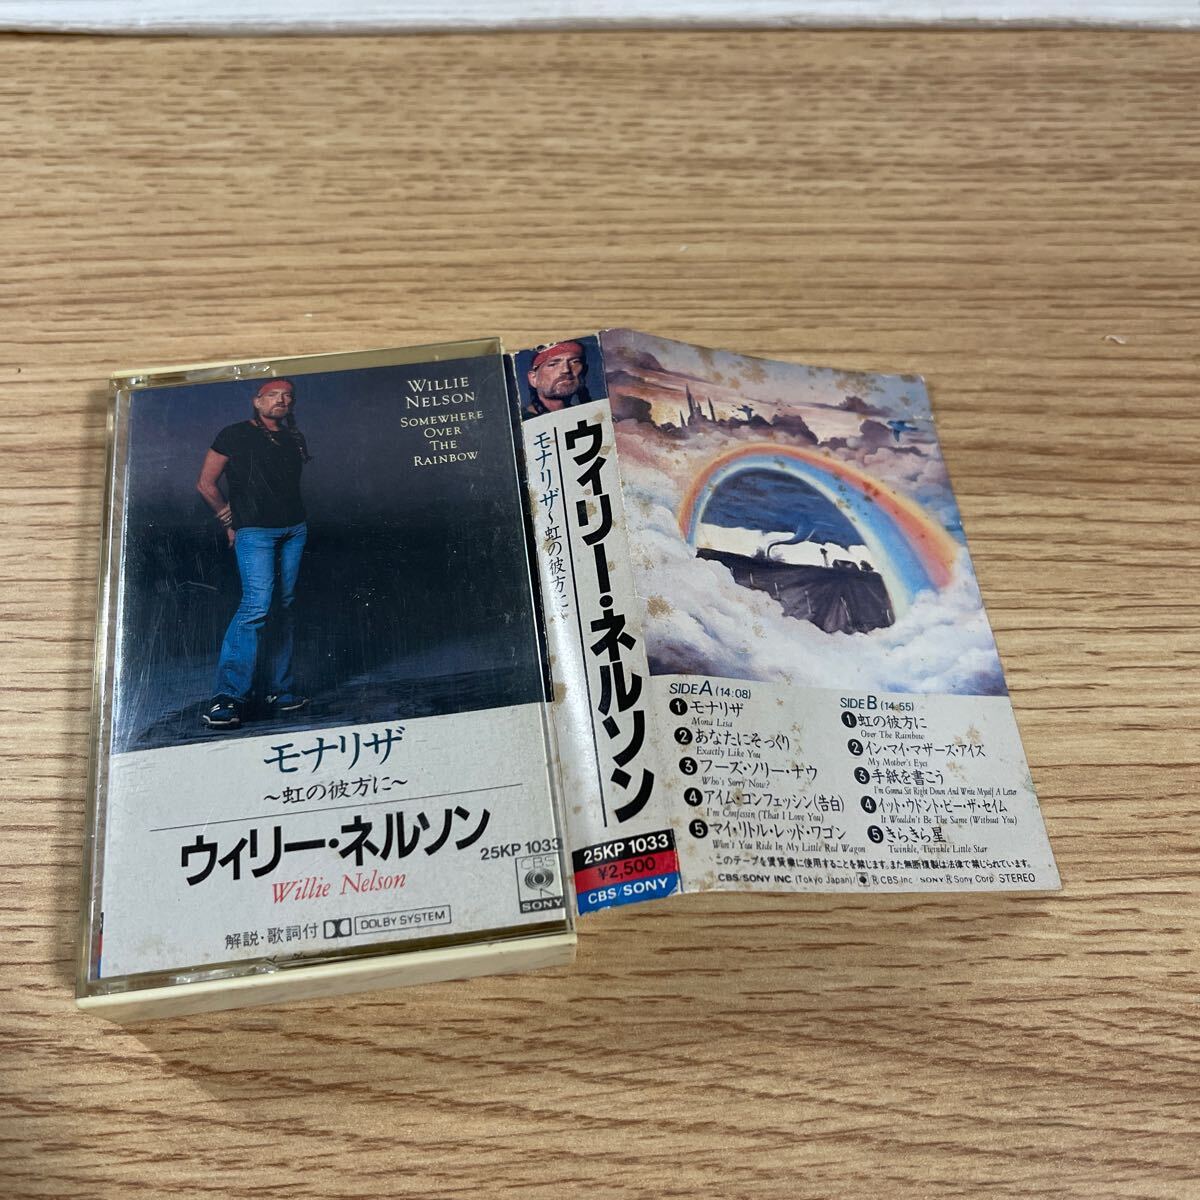 WILLIE
NELSON
SOMEWHERE
OVER
THE
RAINBOW
モナリザ
～虹の彼方に～
ウィリー・ネルソン
25KP 1033
Willie Nelson
CBS
SONY
解説・歌詞付
DOLBY SYSTEM
モナリザ～虹の彼方に～
ウィリー・ネルソン
25KP 1033
¥2,500
CBS/SONY
SIDE A (14:08)
1 モナリザ
Mona Lisa
2 あなたにそっくり
Exactly Like You
3 フーズ・ソリー・ナウ
Who's Sorry Now?
4 アイム・コンフェッシン(告白)
I'm Confessin (That I Love You)
5 マイ・リトル・レッド・ワゴン
Won't You Ride In My Little Red Wagon
SIDE B (14:55)
1 虹の彼方に
Over The Rainbow
2 イン・マイ・マザーズ・アイズ
My Mother's Eyes
3 手紙を書こう
I'm Gonna Sit Right Down And Write Myself A Letter
4 イット・ウドント・ビー・ザ・セイム
It Wouldn't Be The Same (Without You)
5 きらきら星
Twinkle, Twinkle Little Star
このテープを賃貸業に使用することを禁じます。また無断複製は法律で禁じられています。
CBS/SONY INC. (Tokyo Japan)/ ® CBS Inc / SONY ® Sony Corp. STEREO